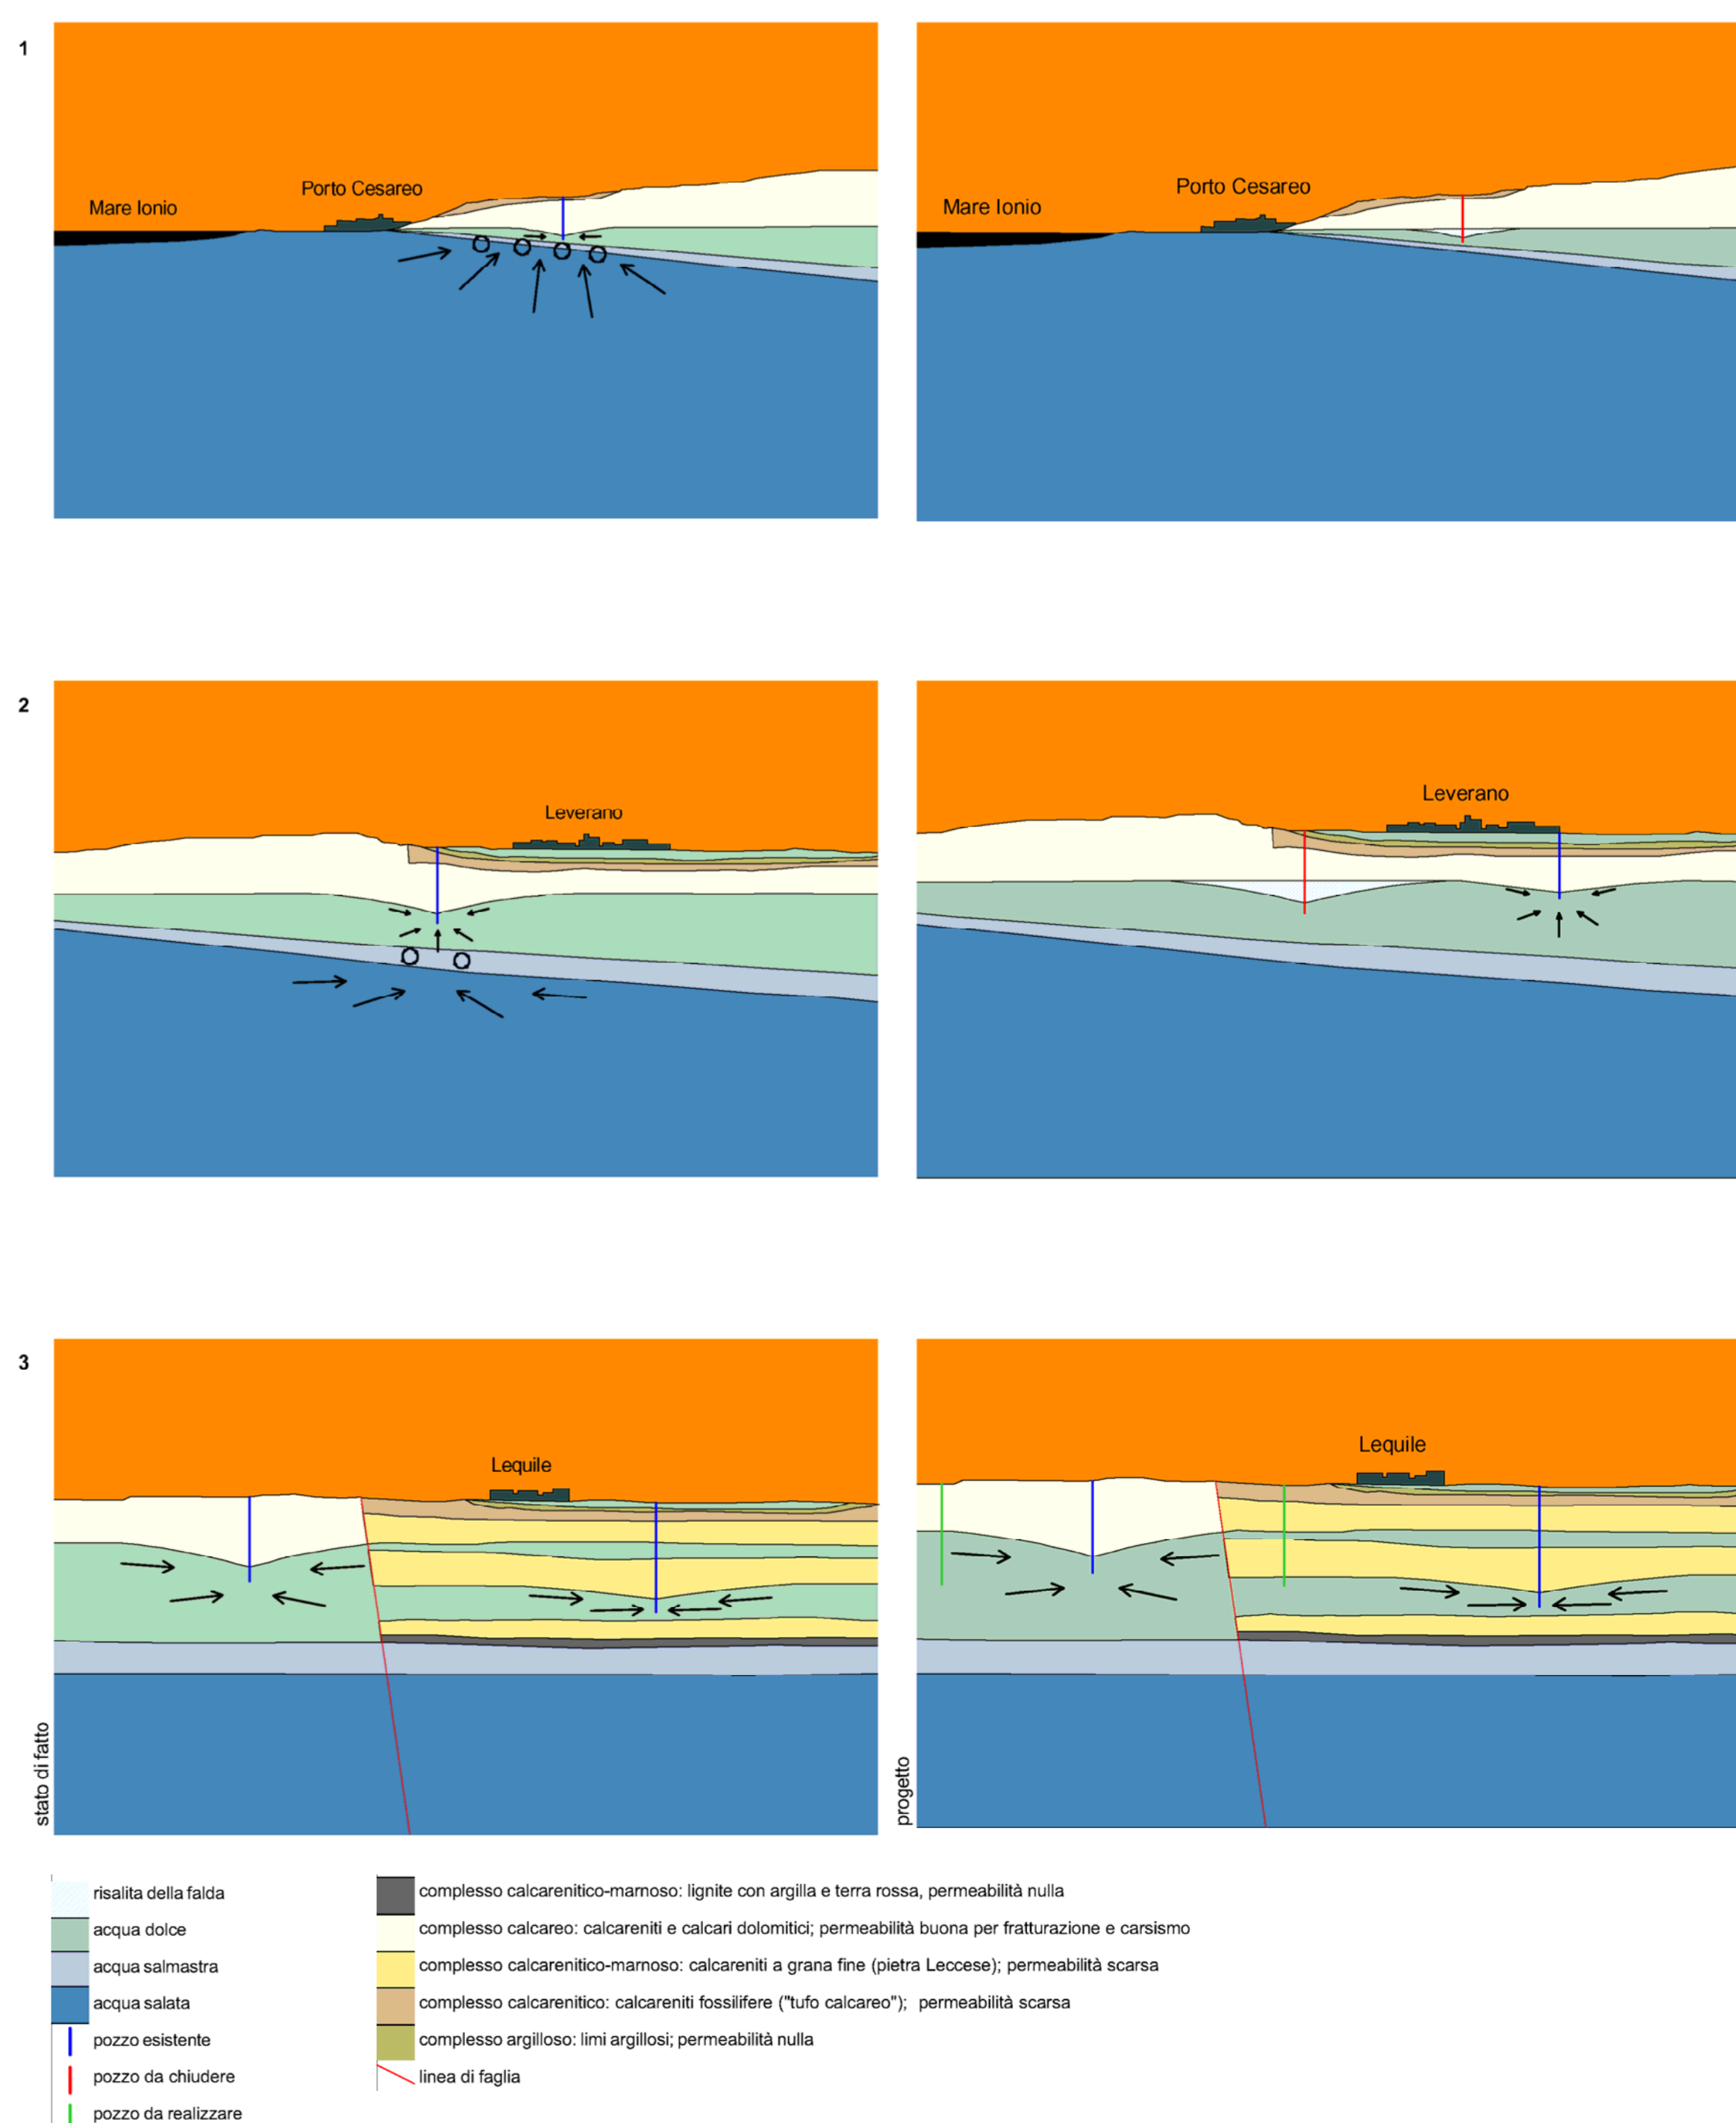 1
Mare Ionio
Porto Cesareo
Mare Ionio
Porto Cesareo
2
Leverano
Leverano
3
Lequile
Lequile
stato di fatto
progetto
risalita della falda
acqua dolce
acqua salmastra
acqua salata
pozzo esistente
pozzo da chiudere
pozzo da realizzare
complesso calcarenitico-marnoso: lignite con argilla e terra rossa, permeabilità nulla
complesso calcareo: calcareniti e calcari dolomitici; permeabilità buona per fratturazione e carsismo
complesso calcarenitico-marnoso: calcareniti a grana fine (pietra Leccese); permeabilità scarsa
complesso calcarenitico: calcareniti fossilifere ("tufo calcareo"); permeabilità scarsa
complesso argilloso: limi argillosi; permeabilità nulla
linea di faglia